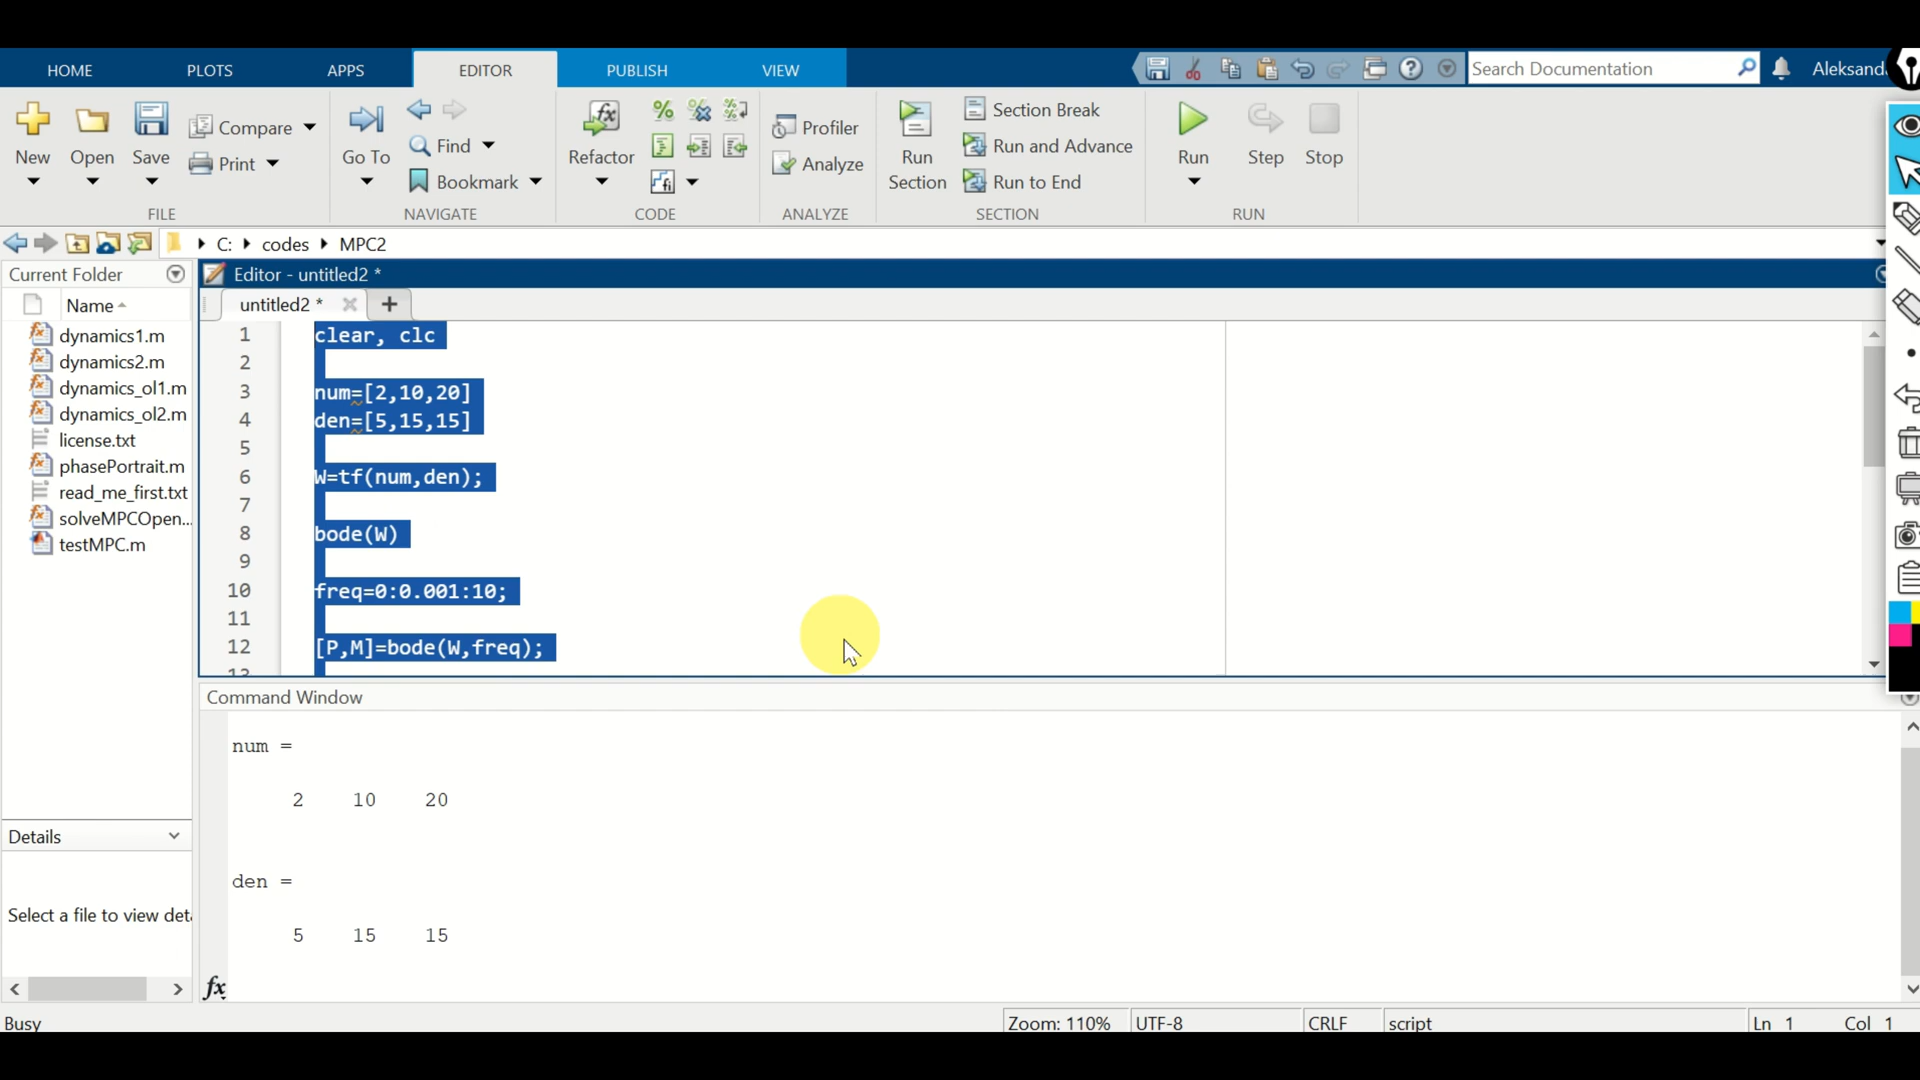 HOME PLOTS APPS EDITOR PUBLISH VIEW Search Documentation
New Open Save Compare Print Go To Find Bookmark Refactor Profiler Analyze Run Section Section Break Run and Advance Run to End Run Step Stop
FILE NAVIGATE CODE ANALYZE SECTION RUN
C: codes MPC2
Current Folder
Editor - untitled2 *
Name
untitled2 * +
dynamics1.m
dynamics2.m
dynamics_ol1.m
dynamics_ol2.m
license.txt
phasePortrait.m
read_me_first.txt
solveMPCOpen...
testMPC.m
1 clear, clc
2
3 num=[2,10,20]
4 den=[5,15,15]
5
6 W=tf(num,den);
7
8 bode(W)
9
10 freq=0:0.001:10;
11
12 [P,M]=bode(W,freq);
13
Command Window
num =
2 10 20
den =
5 15 15
fx
Details
Select a file to view
Busy
Zoom: 110% UTF-8 CRLF script Ln 1 Col 1